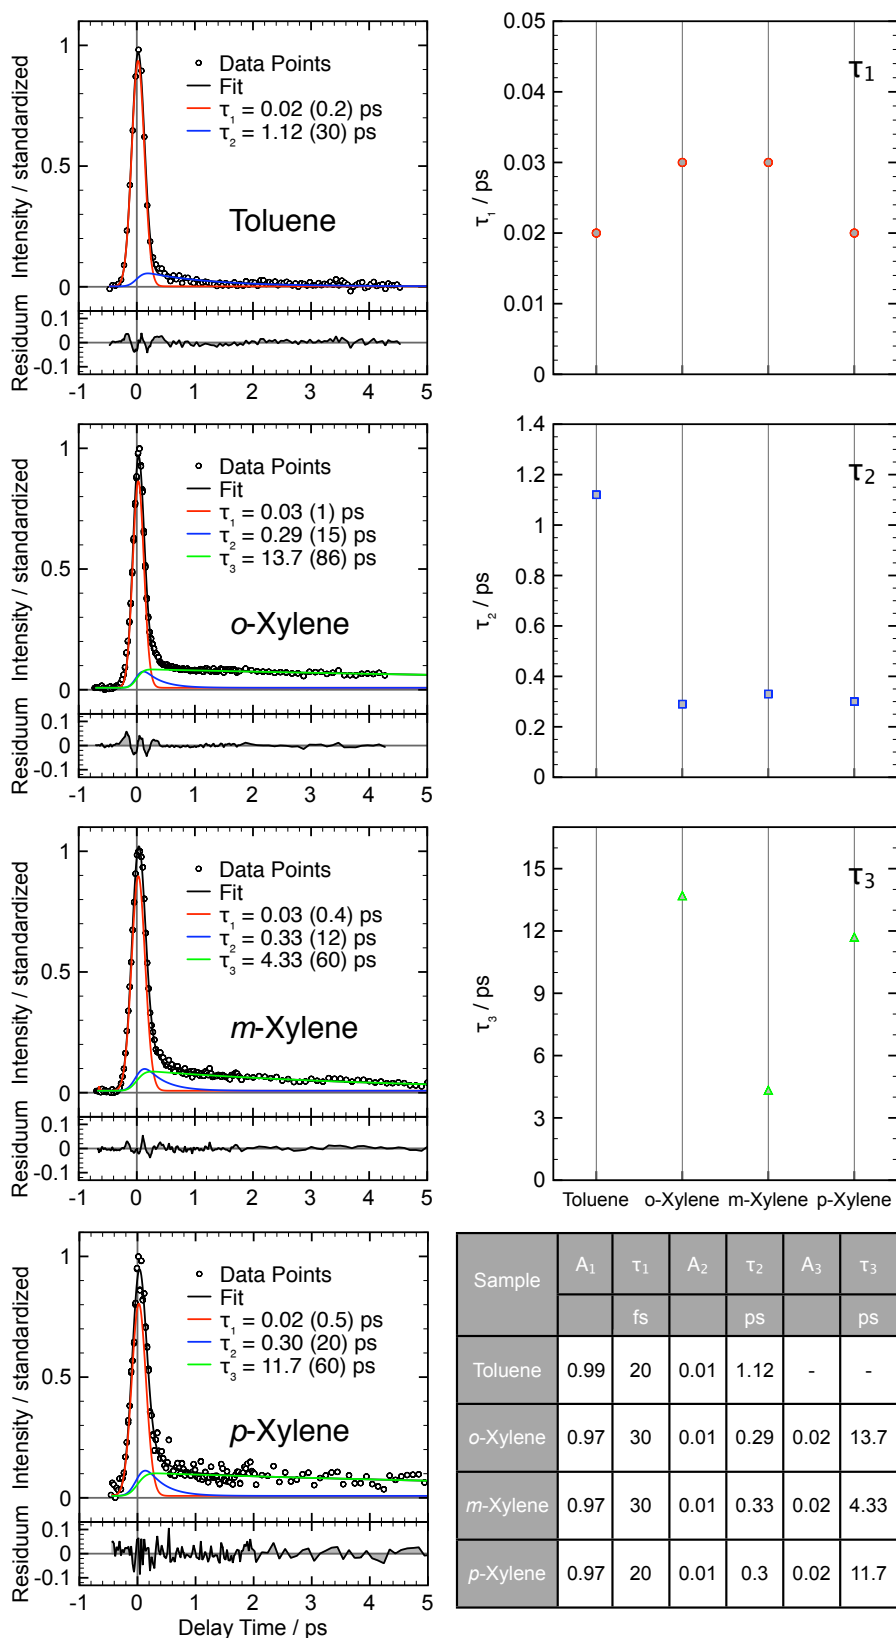 1
0.5
0
Intensity / standardized
Data Points
Fit
τ1 = 0.02 (0.2) ps
τ2 = 1.12 (30) ps
Toluene
0.1
0
-0.1
Residuum
-1 0 1 2 3 4 5
1
0.5
0
Intensity / standardized
Data Points
Fit
τ1 = 0.03 (1) ps
τ2 = 0.29 (15) ps
τ3 = 13.7 (86) ps
o-Xylene
0.1
0
-0.1
Residuum
-1 0 1 2 3 4 5
1
0.5
0
Intensity / standardized
Data Points
Fit
τ1 = 0.03 (0.4) ps
τ2 = 0.33 (12) ps
τ3 = 4.33 (60) ps
m-Xylene
0.1
0
-0.1
Residuum
-1 0 1 2 3 4 5
1
0.5
0
Intensity / standardized
Data Points
Fit
τ1 = 0.02 (0.5) ps
τ2 = 0.30 (20) ps
τ3 = 11.7 (60) ps
p-Xylene
0.1
0
-0.1
Residuum
-1 0 1 2 3 4 5
Delay Time / ps
0.05
0.04
0.03
0.02
0.01
0
τ1 / ps
τ1
1.4
1.2
1
0.8
0.6
0.4
0.2
0
τ2 / ps
τ2
15
12
9
6
3
0
τ3 / ps
τ3
Toluene o-Xylene m-Xylene p-Xylene
Sample A1 τ1 A2 τ2 A3 τ3
fs ps ps
Toluene 0.99 20 0.01 1.12 - -
o-Xylene 0.97 30 0.01 0.29 0.02 13.7
m-Xylene 0.97 30 0.01 0.33 0.02 4.33
p-Xylene 0.97 20 0.01 0.3 0.02 11.7